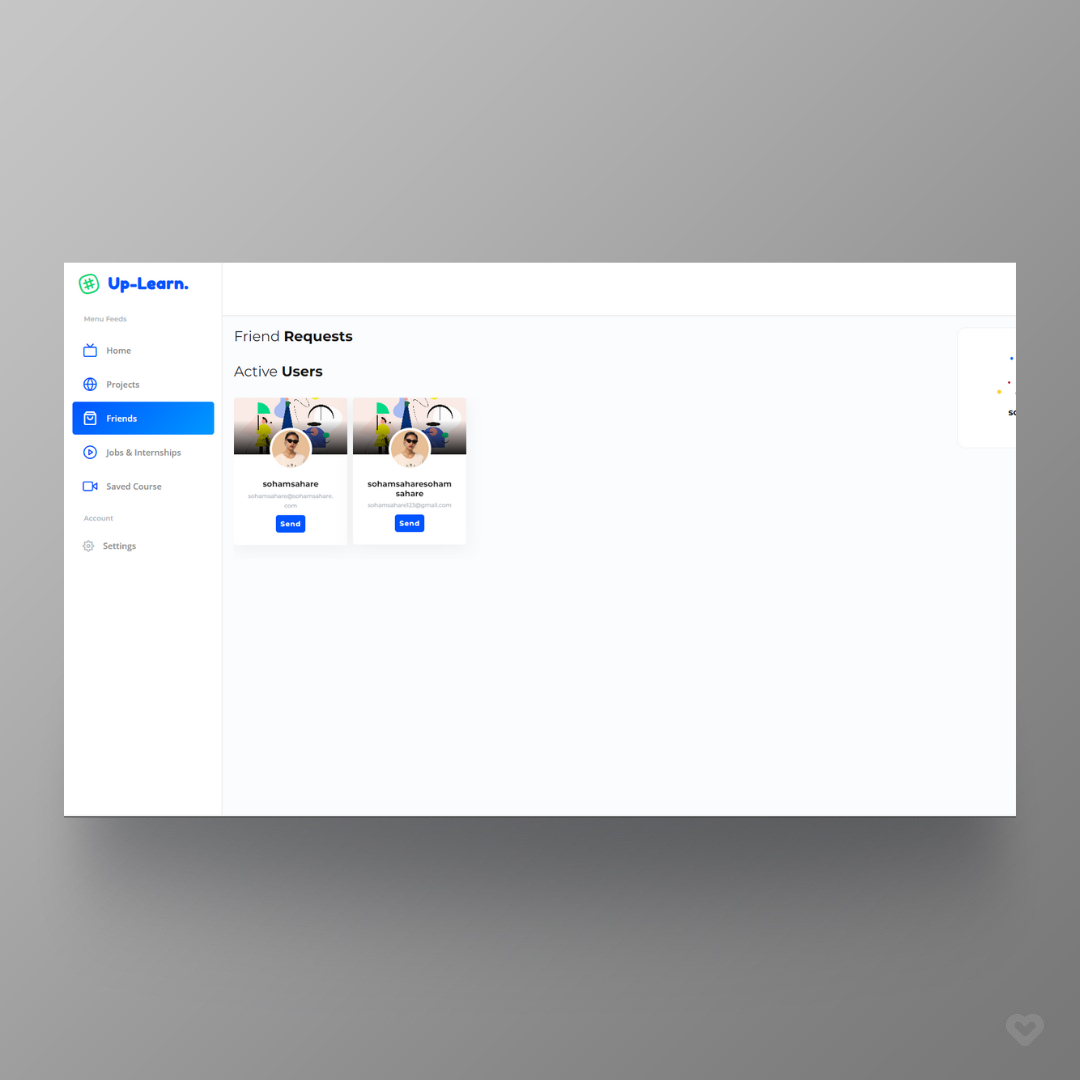 Up-Learn.
Menu Feeds
Home
Projects
Friends
Jobs & Internships
Saved Course
Account
Settings
Friend Requests
Active Users
sohamsahare
sohamsahare@sohamsahare.
com
Send
sohamsaharesoham
sahare
sohamsahare123@gmail.com
Send